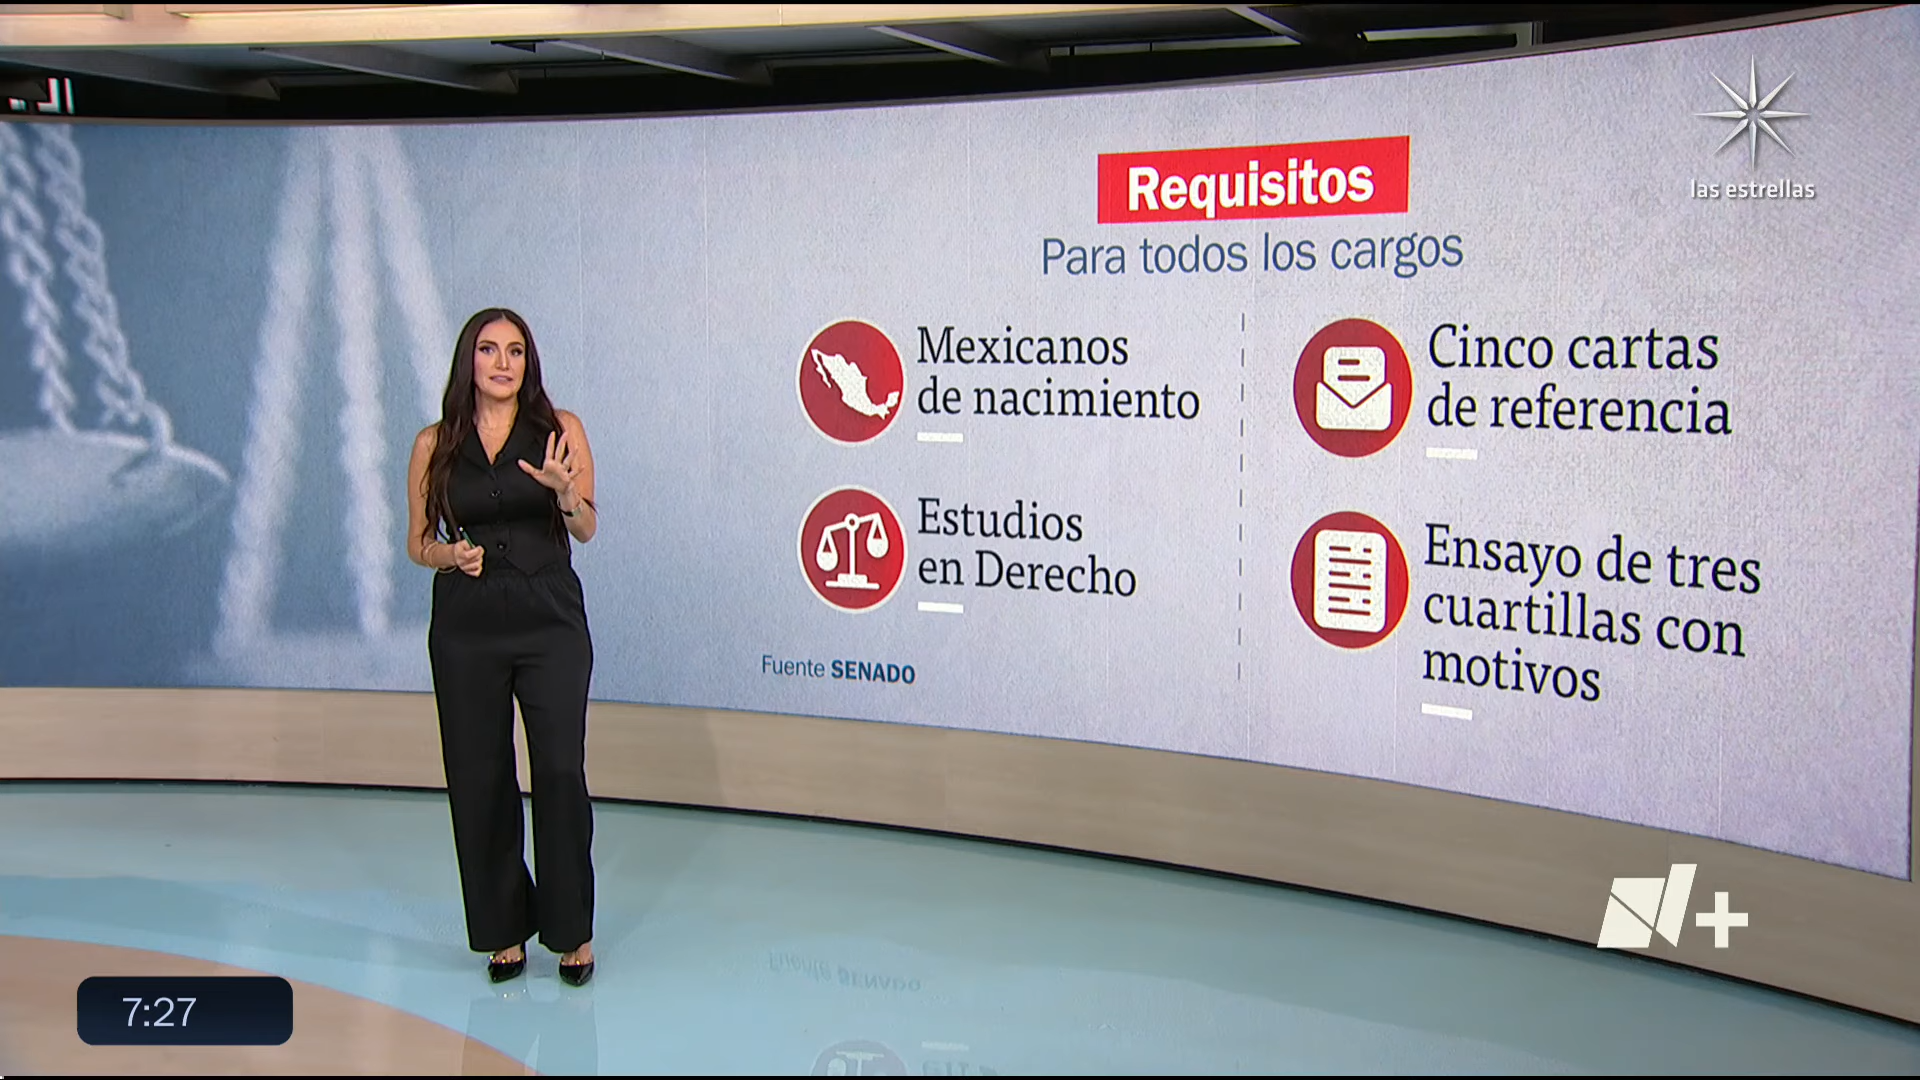 las estrellas
Requisitos
Para todos los cargos
Mexicanos
de nacimiento
Estudios
en Derecho
Cinco cartas
de referencia
Ensayo de tres
cuartillas con
motivos
Fuente SENADO
N+
7:27